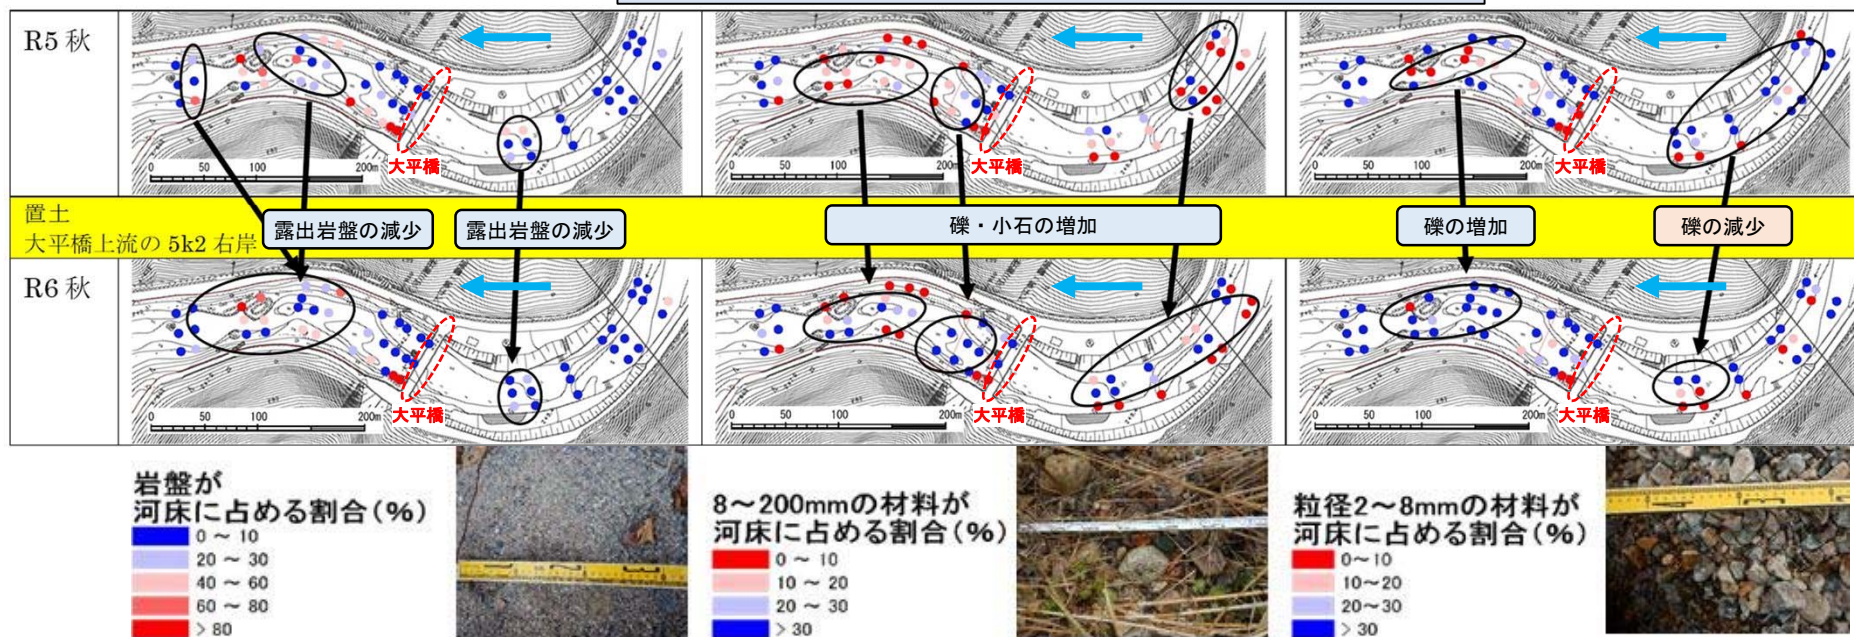 R5 秋
0 50 100 200m
大平橋
0 50 100 200m
大平橋
0 50 100 200m
大平橋
置土
大平橋上流の 5k2 右岸
露出岩盤の減少
露出岩盤の減少
礫・小石の増加
礫の増加
礫の減少
R6 秋
0 50 100 200m
大平橋
0 50 100 200m
大平橋
0 50 100 200m
大平橋
岩盤が
河床に占める割合(%)
0 ～ 10
20 ～ 30
40 ～ 60
60 ～ 80
> 80
8～200mmの材料が
河床に占める割合(%)
0 ～ 10
10 ～ 20
20 ～ 30
> 30
粒径2～8mmの材料が
河床に占める割合(%)
0～10
10～20
20～30
> 30